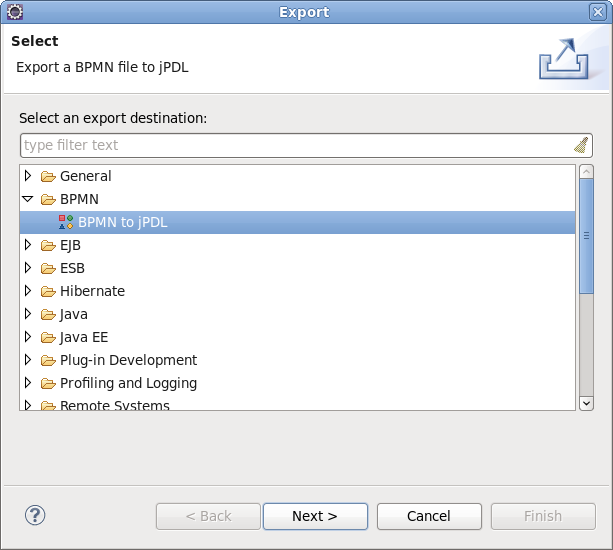 Export
Select
Export a BPMN file to jPDL
Select an export destination:
type filter text
General
BPMN
BPMN to jPDL
EJB
ESB
Hibernate
Java
Java EE
Plug-in Development
Profiling and Logging
Remote Systems
< Back
Next >
Cancel
Finish